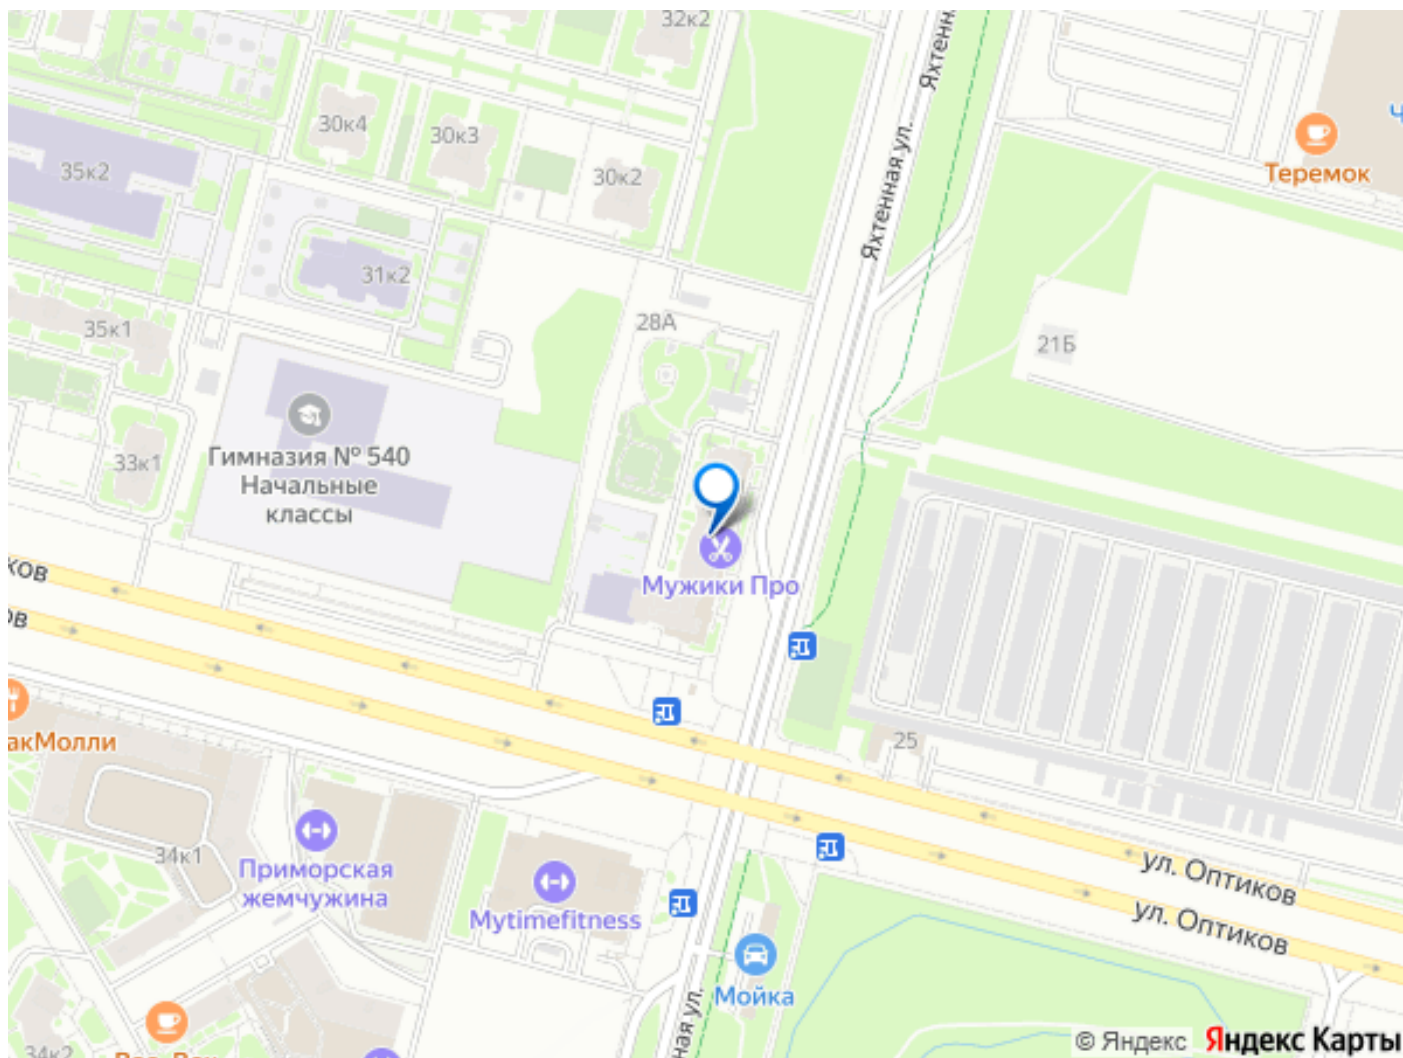 32к2
Яхтенн
30к4
30к3
30к2
Яхтенная ул.
Теремок
35к2
31к2
28А
35к1
21Б
33к1
Гимназия № 540
Начальные
классы
Мужики Про
ков
ов
25
акМолли
34к1
Приморская
жемчужина
Mytimefitness
ул. Оптиков
ул. Оптиков
Мойка
ная ул.
34к2
© Яндекс
Яндекс Карты